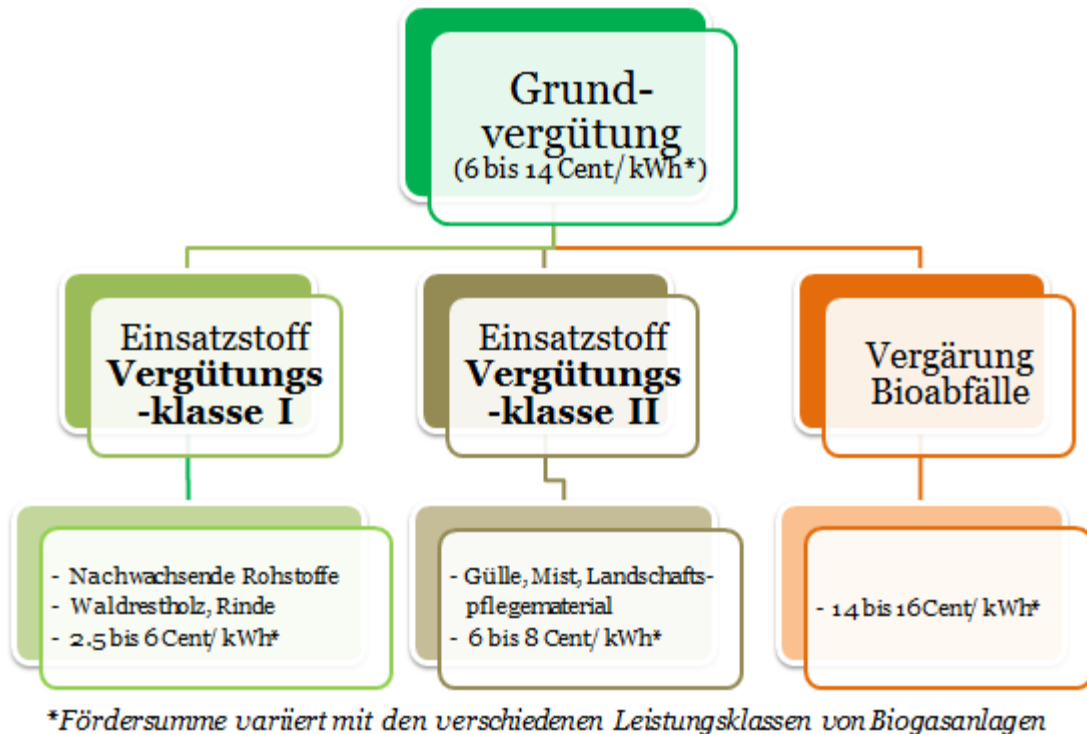 Grund-
vergütung
(6 bis 14 Cent/ kWh*)
Einsatzstoff
Vergütungs
-klasse I
Einsatzstoff
Vergütungs
-klasse II
Vergärung
Bioabfälle
- Nachwachsende Rohstoffe
- Waldrestholz, Rinde
- 2.5 bis 6 Cent/ kWh*
- Gülle, Mist, Landschafts-
pflegematerial
- 6 bis 8 Cent/ kWh*
- 14 bis 16 Cent/ kWh*
*Fördersumme variiert mit den verschiedenen Leistungsklassen von Biogasanlagen